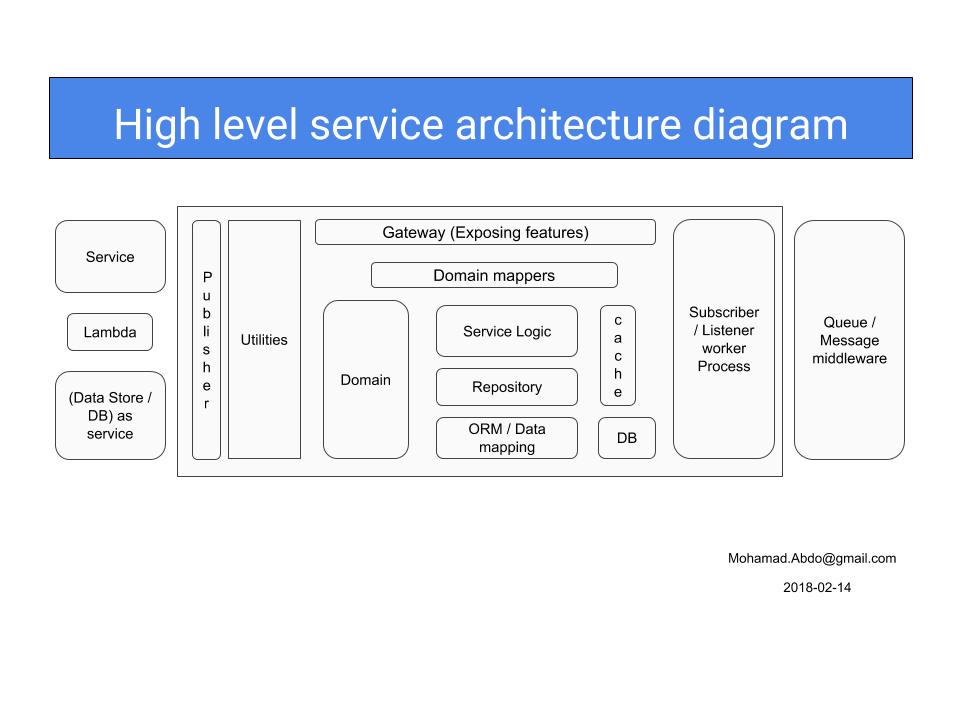 High level service architecture diagram
Service
Lambda
(Data Store /
DB) as
service
Publisher
Utilities
Gateway (Exposing features)
Domain mappers
Domain
Service Logic
Repository
ORM / Data
mapping
cache
DB
Subscriber
/ Listener
worker
Process
Queue /
Message
middleware
Mohamad.Abdo@gmail.com
2018-02-14